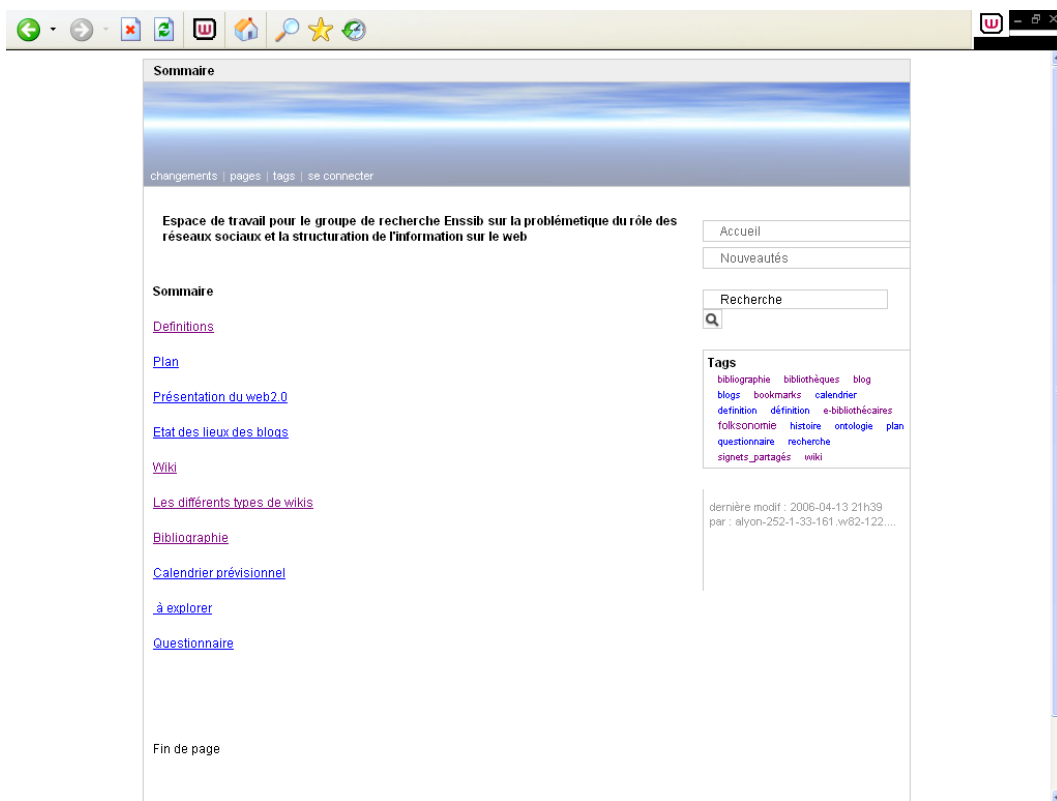 Sommaire
changements | pages | tags | se connecter
Espace de travail pour le groupe de recherche Enssib sur la problémetique du rôle des
réseaux sociaux et la structuration de l'information sur le web
Sommaire
Definitions
Plan
Présentation du web2.0
Etat des lieux des blogs
Wiki
Les différents types de wikis
Bibliographie
Calendrier prévisionnel
à explorer
Questionnaire
Fin de page
Accueil
Nouveautés
Recherche
Tags
bibliographie bibliothèques blog
blogs bookmarks calendrier
definition définition e-bibliothécaires
folksonomie histoire ontologie plan
questionnaire recherche
signets_partagés wiki
dernière modif : 2006-04-13 21h39
par : alyon-252-1-33-161.w82-122....